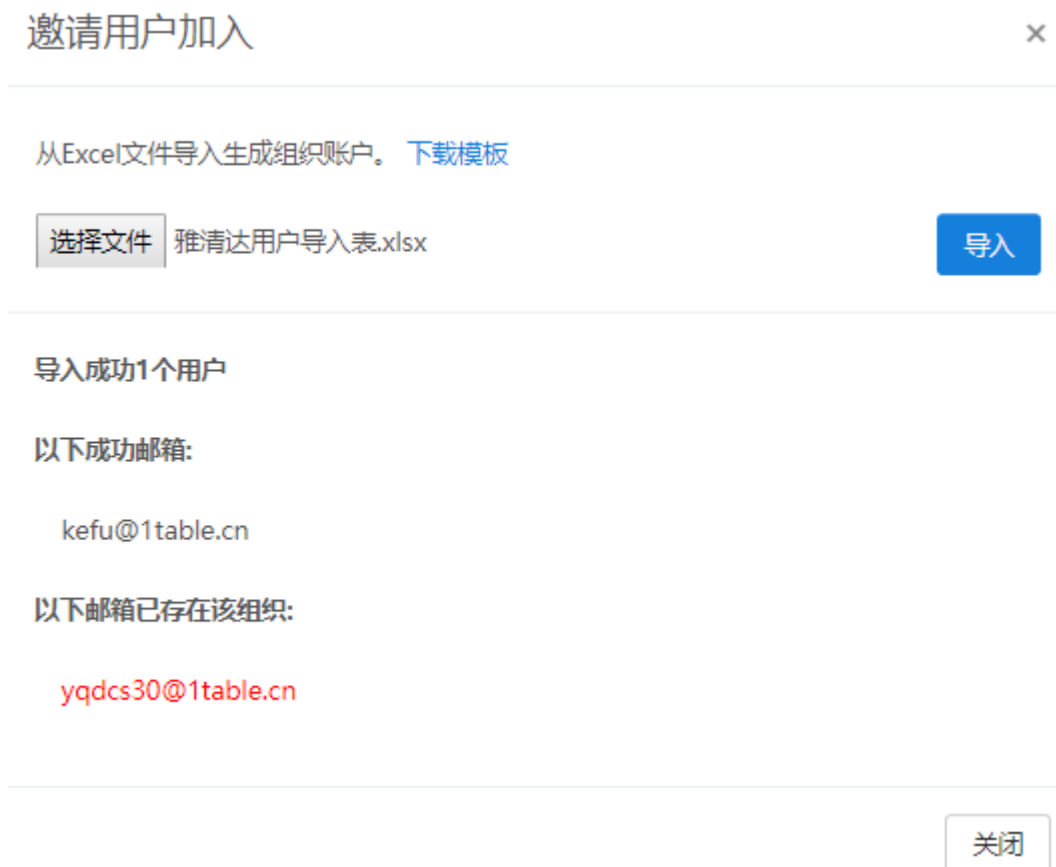 邀请用户加入 ×
从Excel文件导入生成组织账户。 下载模板
选择文件 雅清达用户导入表.xlsx 导入
导入成功1个用户
以下成功邮箱:
kefu@1table.cn
以下邮箱已存在该组织:
yqdcs30@1table.cn
关闭